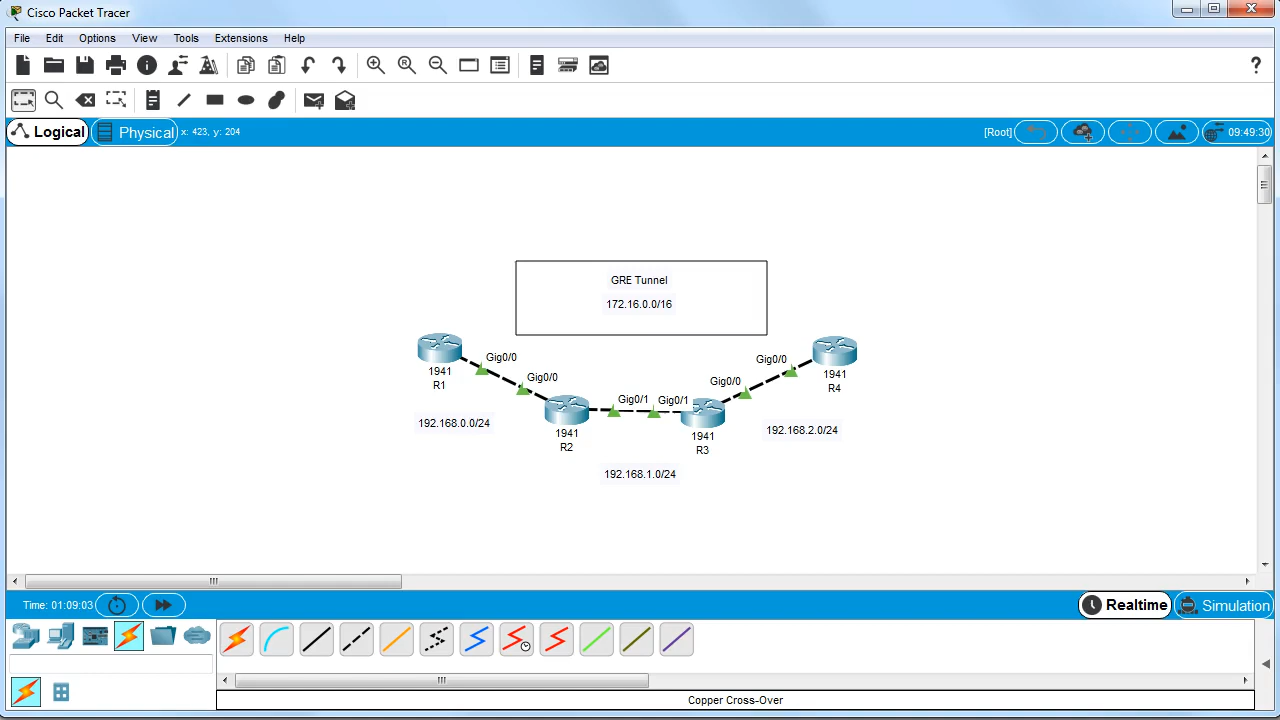 Cisco Packet Tracer
File Edit Options View Tools Extensions Help
?
Logical Physical x: 423, y: 204 [Root] 09:49:30
GRE Tunnel
172.16.0.0/16
Gig0/0 Gig0/0
1941 1941
R1 R4
Gig0/0 Gig0/0
Gig0/1 Gig0/1
192.168.0.0/24 192.168.2.0/24
1941 1941
R2 R3
192.168.1.0/24
Time: 01:09:03 Realtime Simulation
Copper Cross-Over